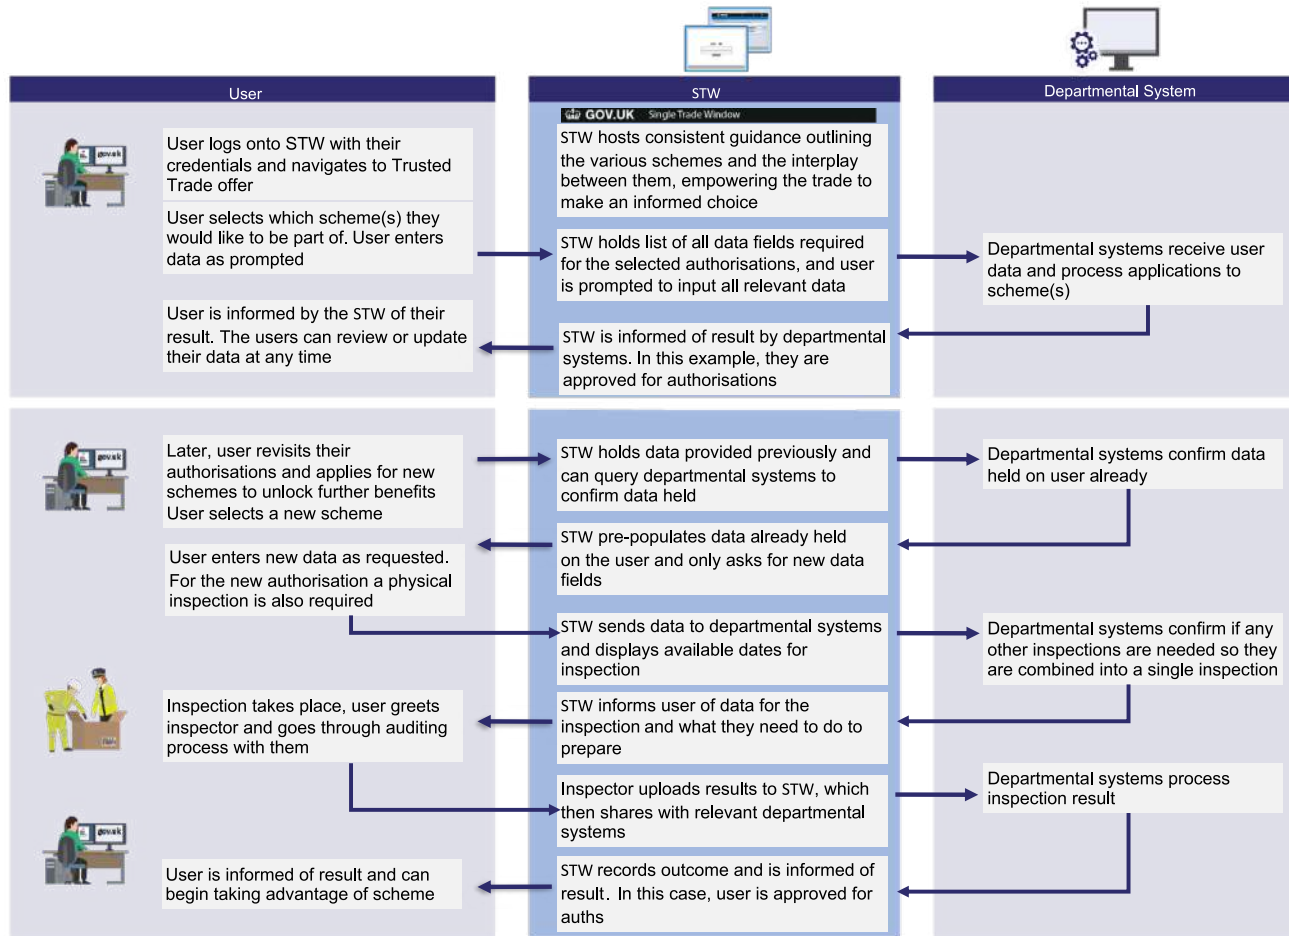 User
STW
Departmental System
GOV.UK Single Trade Window
User logs onto STW with their
credentials and navigates to Trusted
Trade offer
STW hosts consistent guidance outlining
the various schemes and the interplay
between them, empowering the trade to
make an informed choice
gov.uk
User selects which scheme(s) they
would like to be part of. User enters
data as prompted
STW holds list of all data fields required
for the selected authorisations, and user
is prompted to input all relevant data
Departmental systems receive user
data and process applications to
scheme(s)
User is informed by the STW of their
result. The users can review or update
their data at any time
STW is informed of result by departmental
systems. In this example, they are
approved for authorisations
gov.uk
Later, user revisits their
authorisations and applies for new
schemes to unlock further benefits
User selects a new scheme
STW holds data provided previously and
can query departmental systems to
confirm data held
Departmental systems confirm data
held on user already
STW pre-populates data already held
on the user and only asks for new data
fields
User enters new data as requested.
For the new authorisation a physical
inspection is also required
STW sends data to departmental systems
and displays available dates for
inspection
Departmental systems confirm if any
other inspections are needed so they
are combined into a single inspection
Inspection takes place, user greets
inspector and goes through auditing
process with them
STW informs user of data for the
inspection and what they need to do to
prepare
Inspector uploads results to STW, which
then shares with relevant departmental
systems
Departmental systems process
inspection result
gov.uk
User is informed of result and can
begin taking advantage of scheme
STW records outcome and is informed of
result. In this case, user is approved for
auths